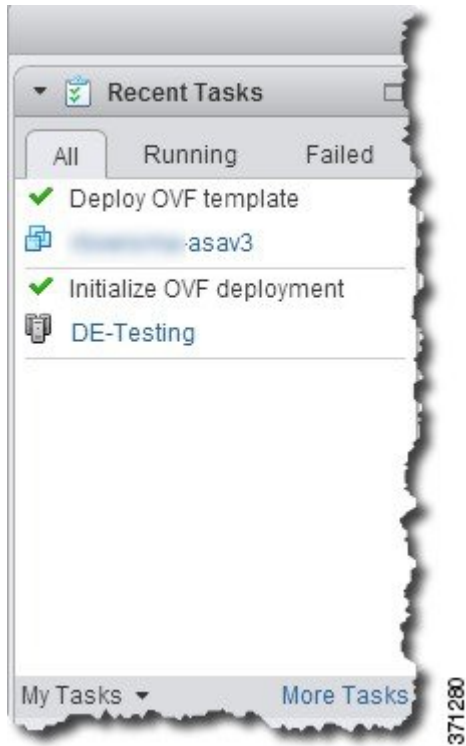 Recent Tasks
All Running Failed
Deploy OVF template
-asav3
Initialize OVF deployment
DE-Testing
My Tasks More Tasks
371280